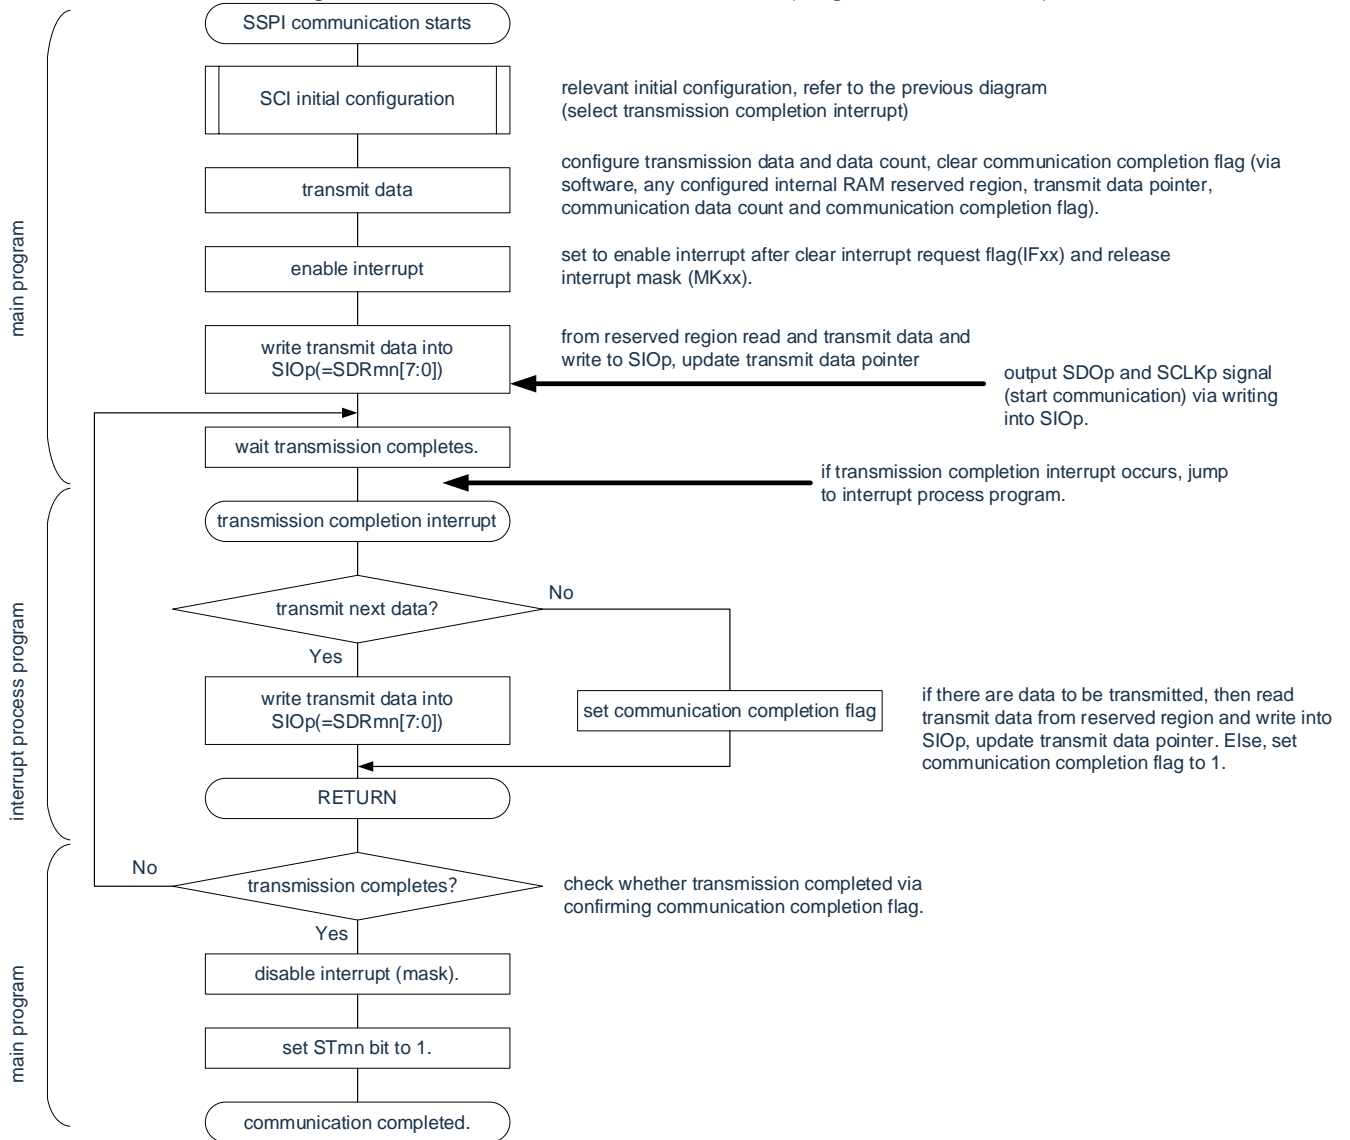 SSPI communication starts
SCI initial configuration
relevant initial configuration, refer to the previous diagram
(select transmission completion interrupt)
transmit data
configure transmission data and data count, clear communication completion flag (via
software, any configured internal RAM reserved region, transmit data pointer,
communication data count and communication completion flag).
main program
enable interrupt
set to enable interrupt after clear interrupt request flag(IFxx) and release
interrupt mask (MKxx).
write transmit data into
SIOp(=SDRmn[7:0])
from reserved region read and transmit data and
write to SIOp, update transmit data pointer
output SDOp and SCLKp signal
(start communication) via writing
into SIOp.
wait transmission completes.
if transmission completion interrupt occurs, jump
to interrupt process program.
transmission completion interrupt
transmit next data?
No
Yes
interrupt process program
write transmit data into
SIOp(=SDRmn[7:0])
set communication completion flag
if there are data to be transmitted, then read
transmit data from reserved region and write into
SIOp, update transmit data pointer. Else, set
communication completion flag to 1.
RETURN
No
transmission completes?
check whether transmission completed via
confirming communication completion flag.
Yes
main program
disable interrupt (mask).
set STmn bit to 1.
communication completed.